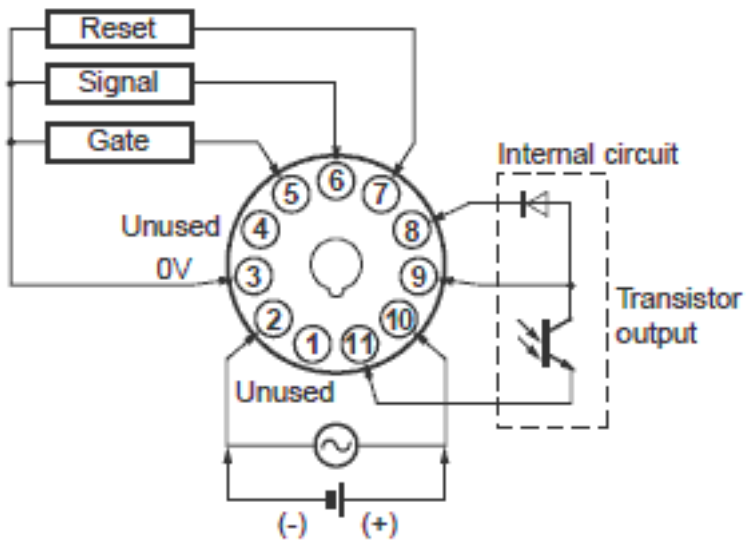 Reset
Signal
Gate
Internal circuit
6
5
7
Unused
4
8
0V
3
9
Transistor
output
2
10
1
11
Unused
(-)
(+)